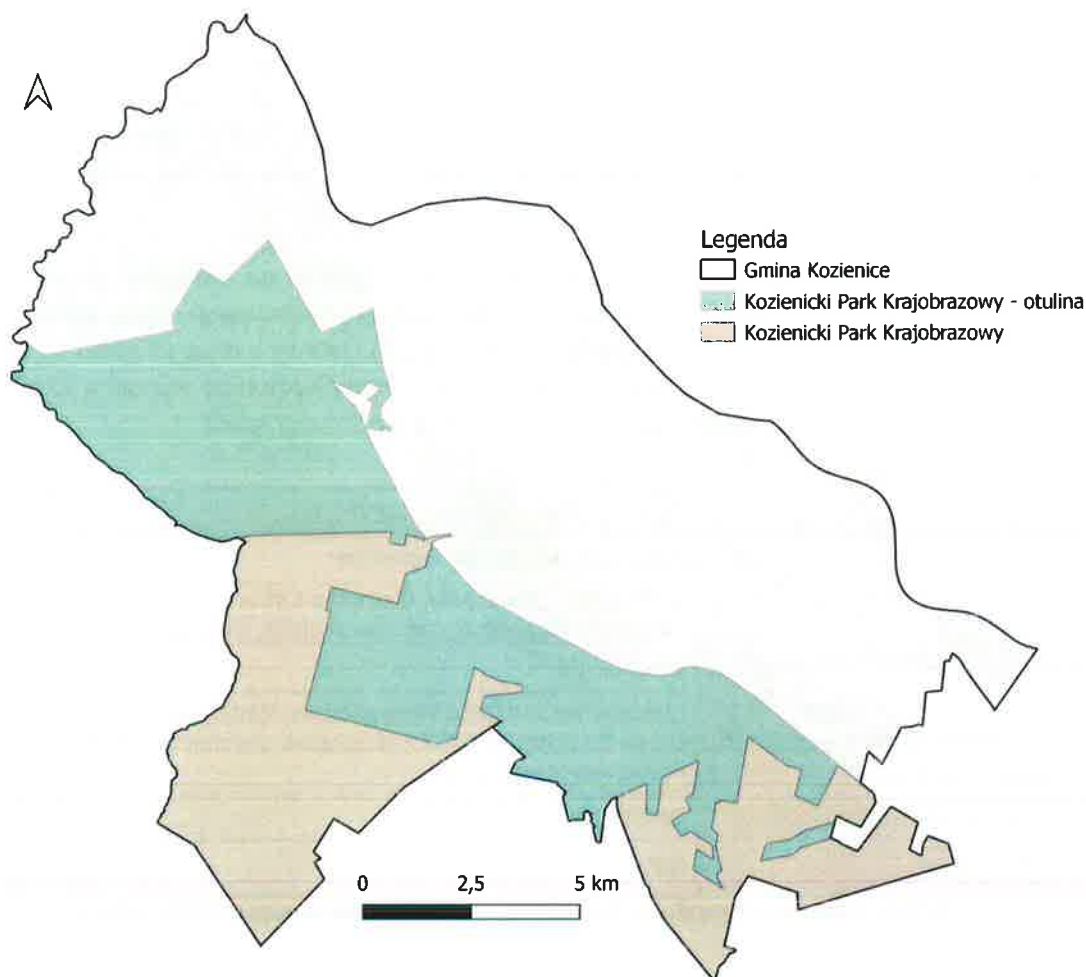 Legenda
Gmina Kozienice
Kozienicki Park Krajobrazowy - otulina
Kozienicki Park Krajobrazowy
0 2,5 5 km